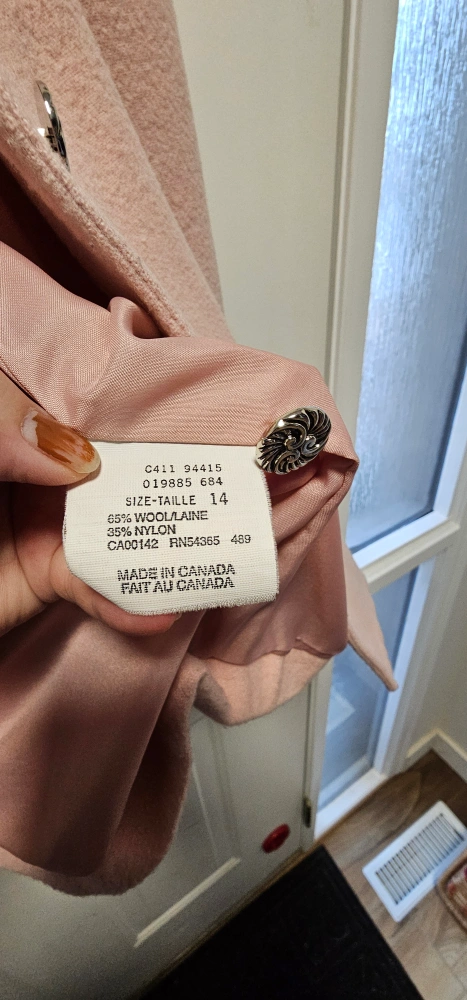 C411 94415
019885 684
SIZE-TAILLE 14
65% WOOL/LAINE
35% NYLON
CA00142 RN54365 489
MADE IN CANADA
FAIT AU CANADA